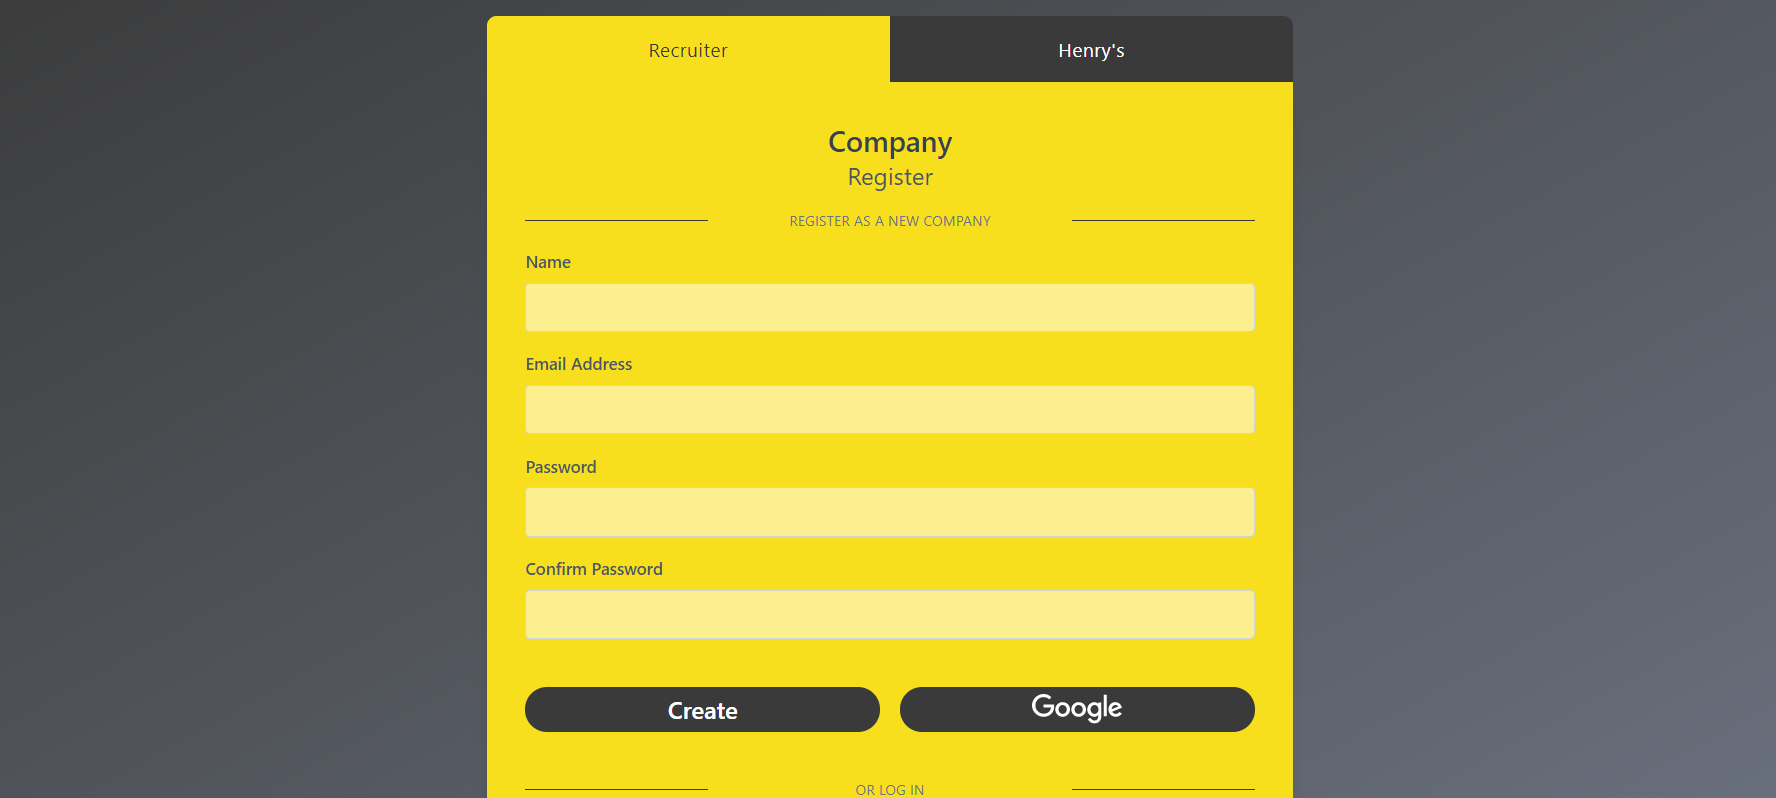 Recruiter
Henry's
Company
Register
REGISTER AS A NEW COMPANY
Name
Email Address
Password
Confirm Password
Create
Google
OR LOG IN